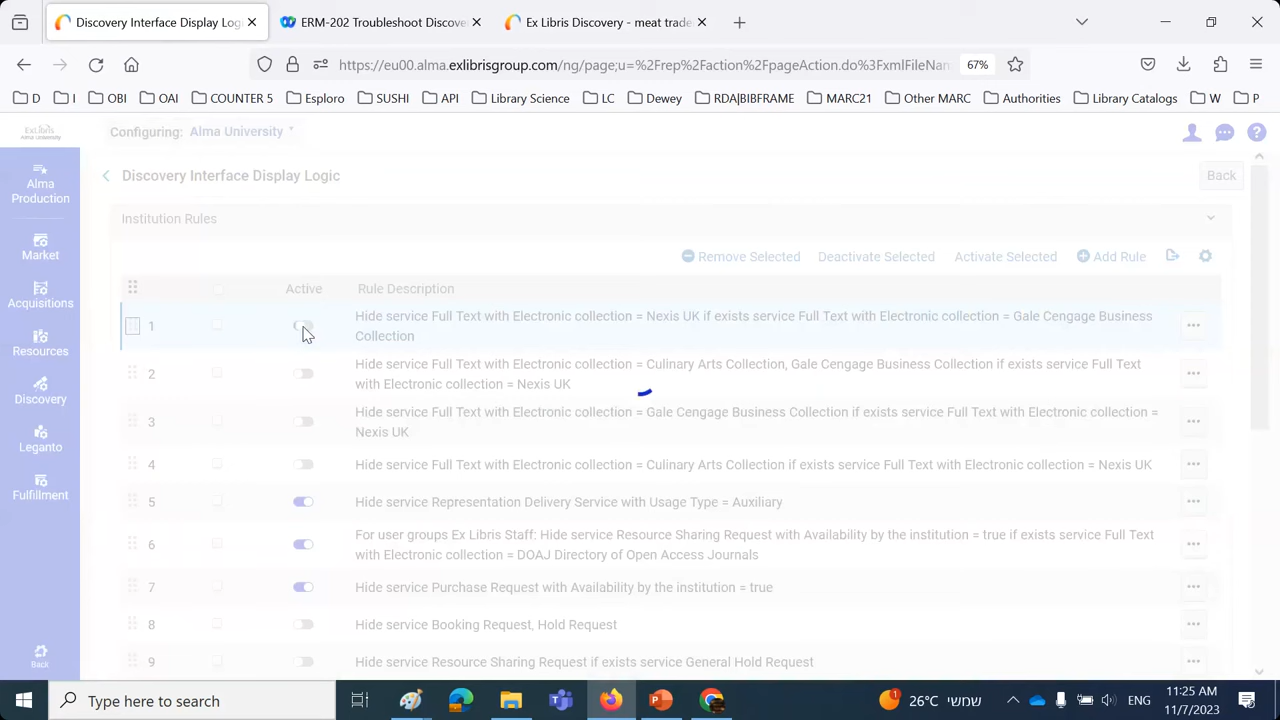 Discovery Interface Display Logi
ERM-202 Troubleshoot Discove
Ex Libris Discovery - meat trade
https://eu00.alma.exlibrisgroup.com/ng/page;u=%2Frep%2Faction%2FpageAction.do%3FxmlFileNam
67%
D
I
OBI
OAI
COUNTER 5
Esploro
SUSHI
API
Library Science
LC
Dewey
RDA|BIBFRAME
MARC21
Other MARC
Authorities
Library Catalogs
W
P
ExLibris
Alma University
Configuring: Alma University
Alma
Production
Market
Acquisitions
Resources
Discovery
Leganto
Fulfillment
Back
Discovery Interface Display Logic
Back
Institution Rules
Remove Selected
Deactivate Selected
Activate Selected
Add Rule
Active
Rule Description
1
Hide service Full Text with Electronic collection = Nexis UK if exists service Full Text with Electronic collection = Gale Cengage Business
Collection
2
Hide service Full Text with Electronic collection = Culinary Arts Collection, Gale Cengage Business Collection if exists service Full Text
with Electronic collection = Nexis UK
3
Hide service Full Text with Electronic collection = Gale Cengage Business Collection if exists service Full Text with Electronic collection =
Nexis UK
4
Hide service Full Text with Electronic collection = Culinary Arts Collection if exists service Full Text with Electronic collection = Nexis UK
5
Hide service Representation Delivery Service with Usage Type = Auxiliary
6
For user groups Ex Libris Staff: Hide service Resource Sharing Request with Availability by the institution = true if exists service Full Text
with Electronic collection = DOAJ Directory of Open Access Journals
7
Hide service Purchase Request with Availability by the institution = true
8
Hide service Booking Request, Hold Request
9
Hide service Resource Sharing Request if exists service General Hold Request
Type here to search
1
26°C שמשי
ENG
11:25 AM
11/7/2023